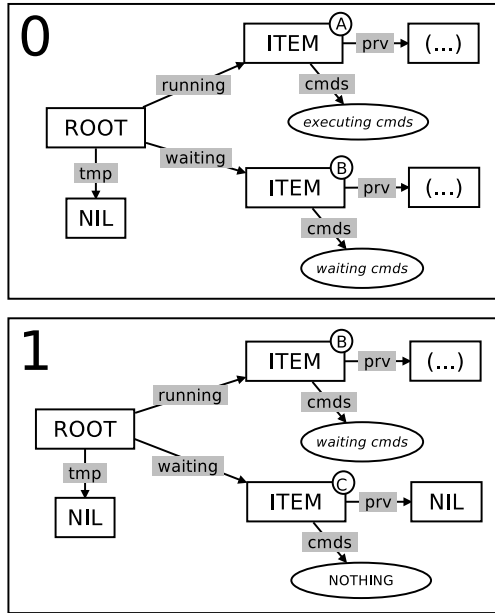 0
A
ITEM
prv
(...)
running
cmds
executing cmds
ROOT
waiting
tmp
B
ITEM
prv
(...)
NIL
cmds
waiting cmds
1
B
ITEM
prv
(...)
running
cmds
waiting cmds
ROOT
waiting
tmp
C
ITEM
prv
NIL
NIL
cmds
NOTHING